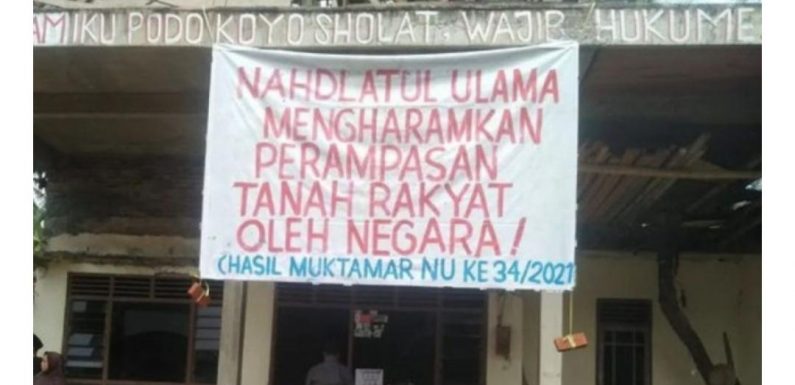 AMIKU PODO KOYO SHOLAT. WAJIB HUKUME
NAHDLATUL ULAMA
MENGHARAMKAN
PERAMPASAN
TANAH RAKYAT
OLEH NEGARA!
(HASIL MUKTAMAR NU KE 34/2021